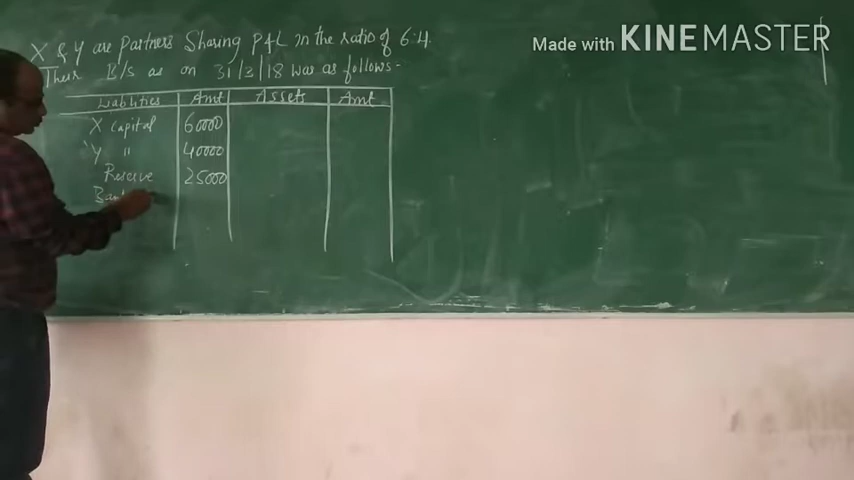 X & Y are Partners Sharing P&L in the ratio of 6:4.
Their B/S as on 31/3/18 was as follows-
Liablities Amt Assets Amt
X Capital 60000
Y " 40000
Reserve 25000
Made with KINEMASTER